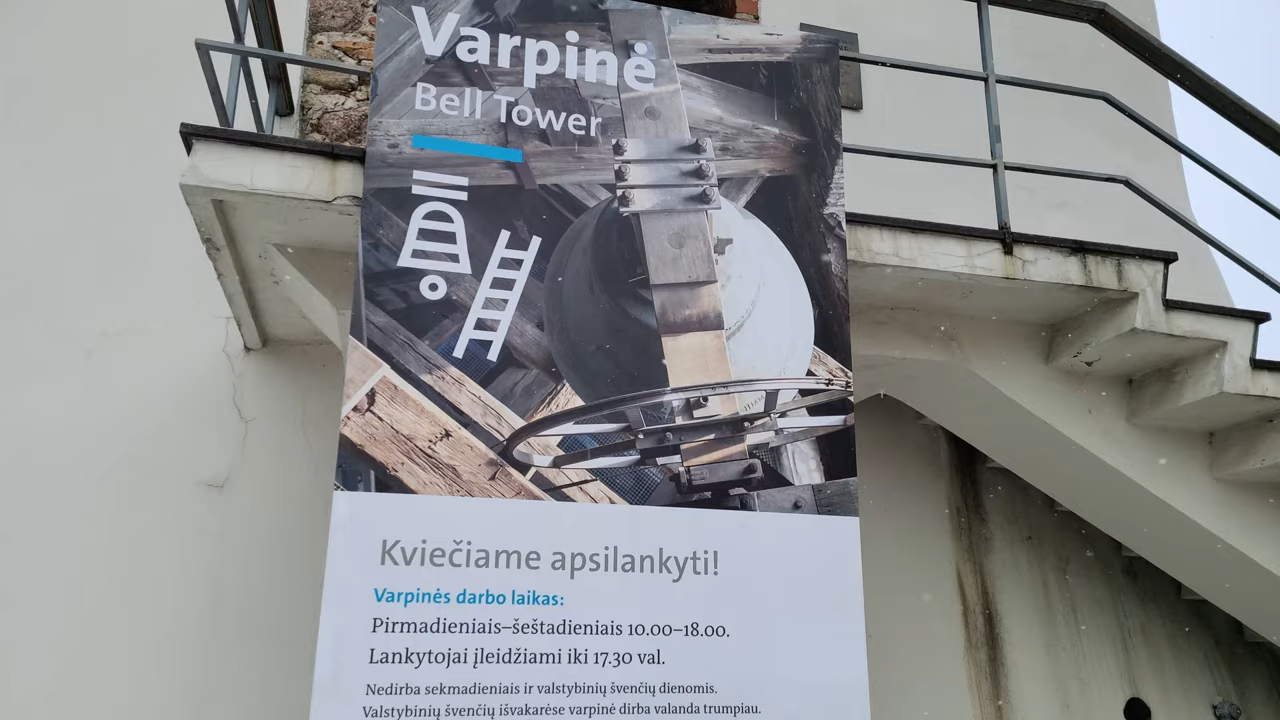 Varpinė
Bell Tower
Kviečiame apsilankyti!
Varpinės darbo laikas:
Pirmadieniais–šeštadieniais 10.00–18.00.
Lankytojai įleidžiami iki 17.30 val.
Nedirba sekmadieniais ir valstybinių švenčių dienomis.
Valstybinių švenčių išvakarėse varpinė dirba valanda trumpiau.